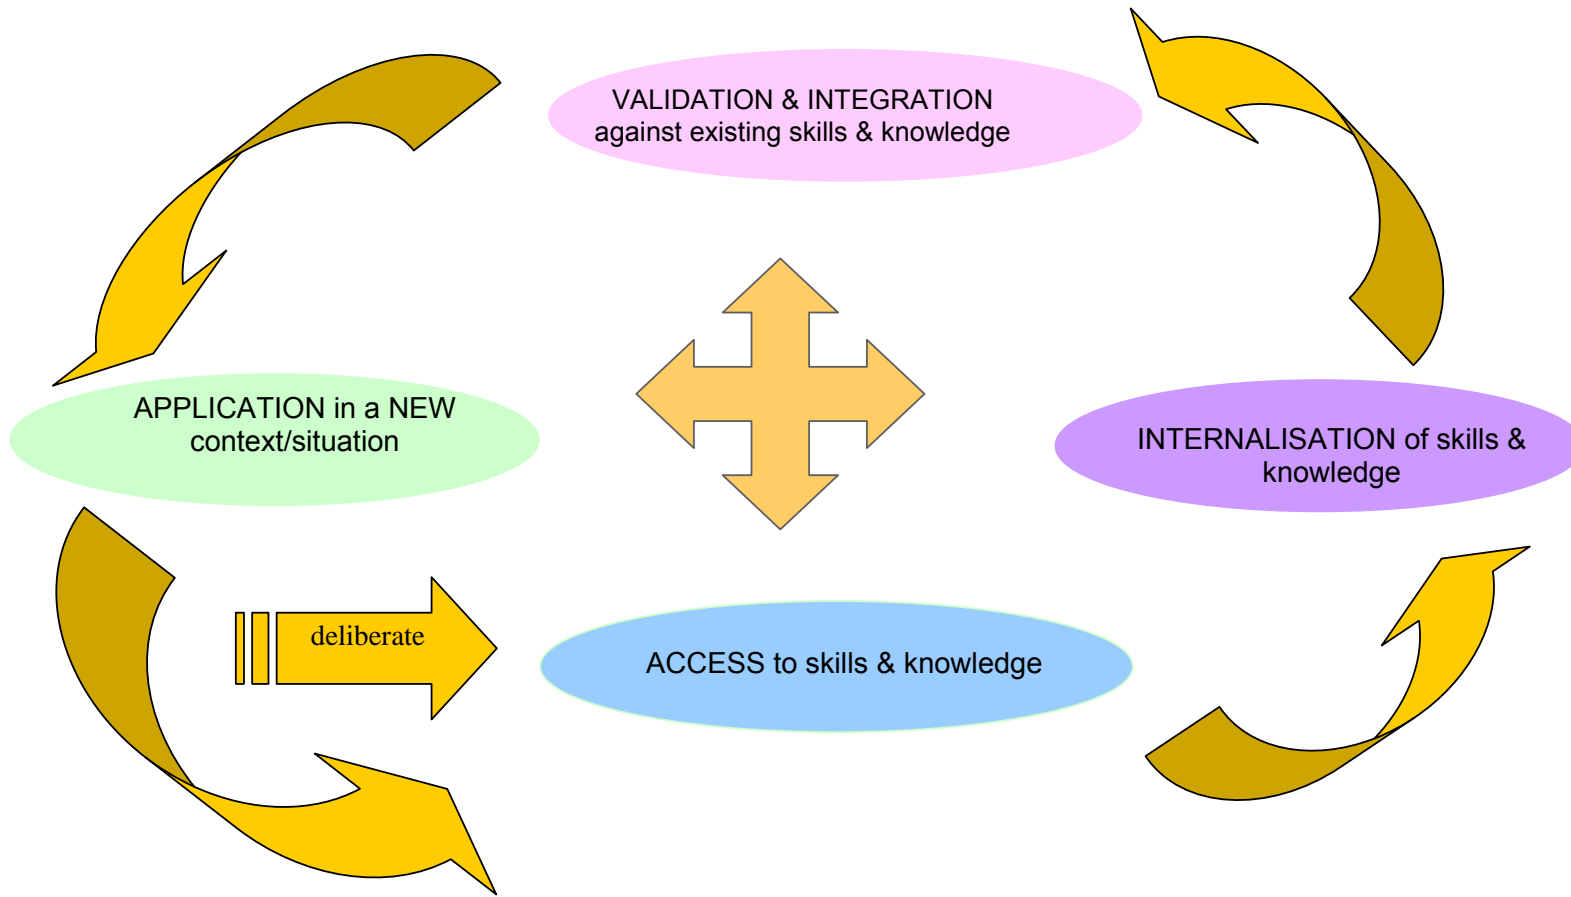 VALIDATION & INTEGRATION
against existing skills & knowledge
APPLICATION in a NEW
context/situation
INTERNALISATION of skills &
knowledge
deliberate
ACCESS to skills & knowledge